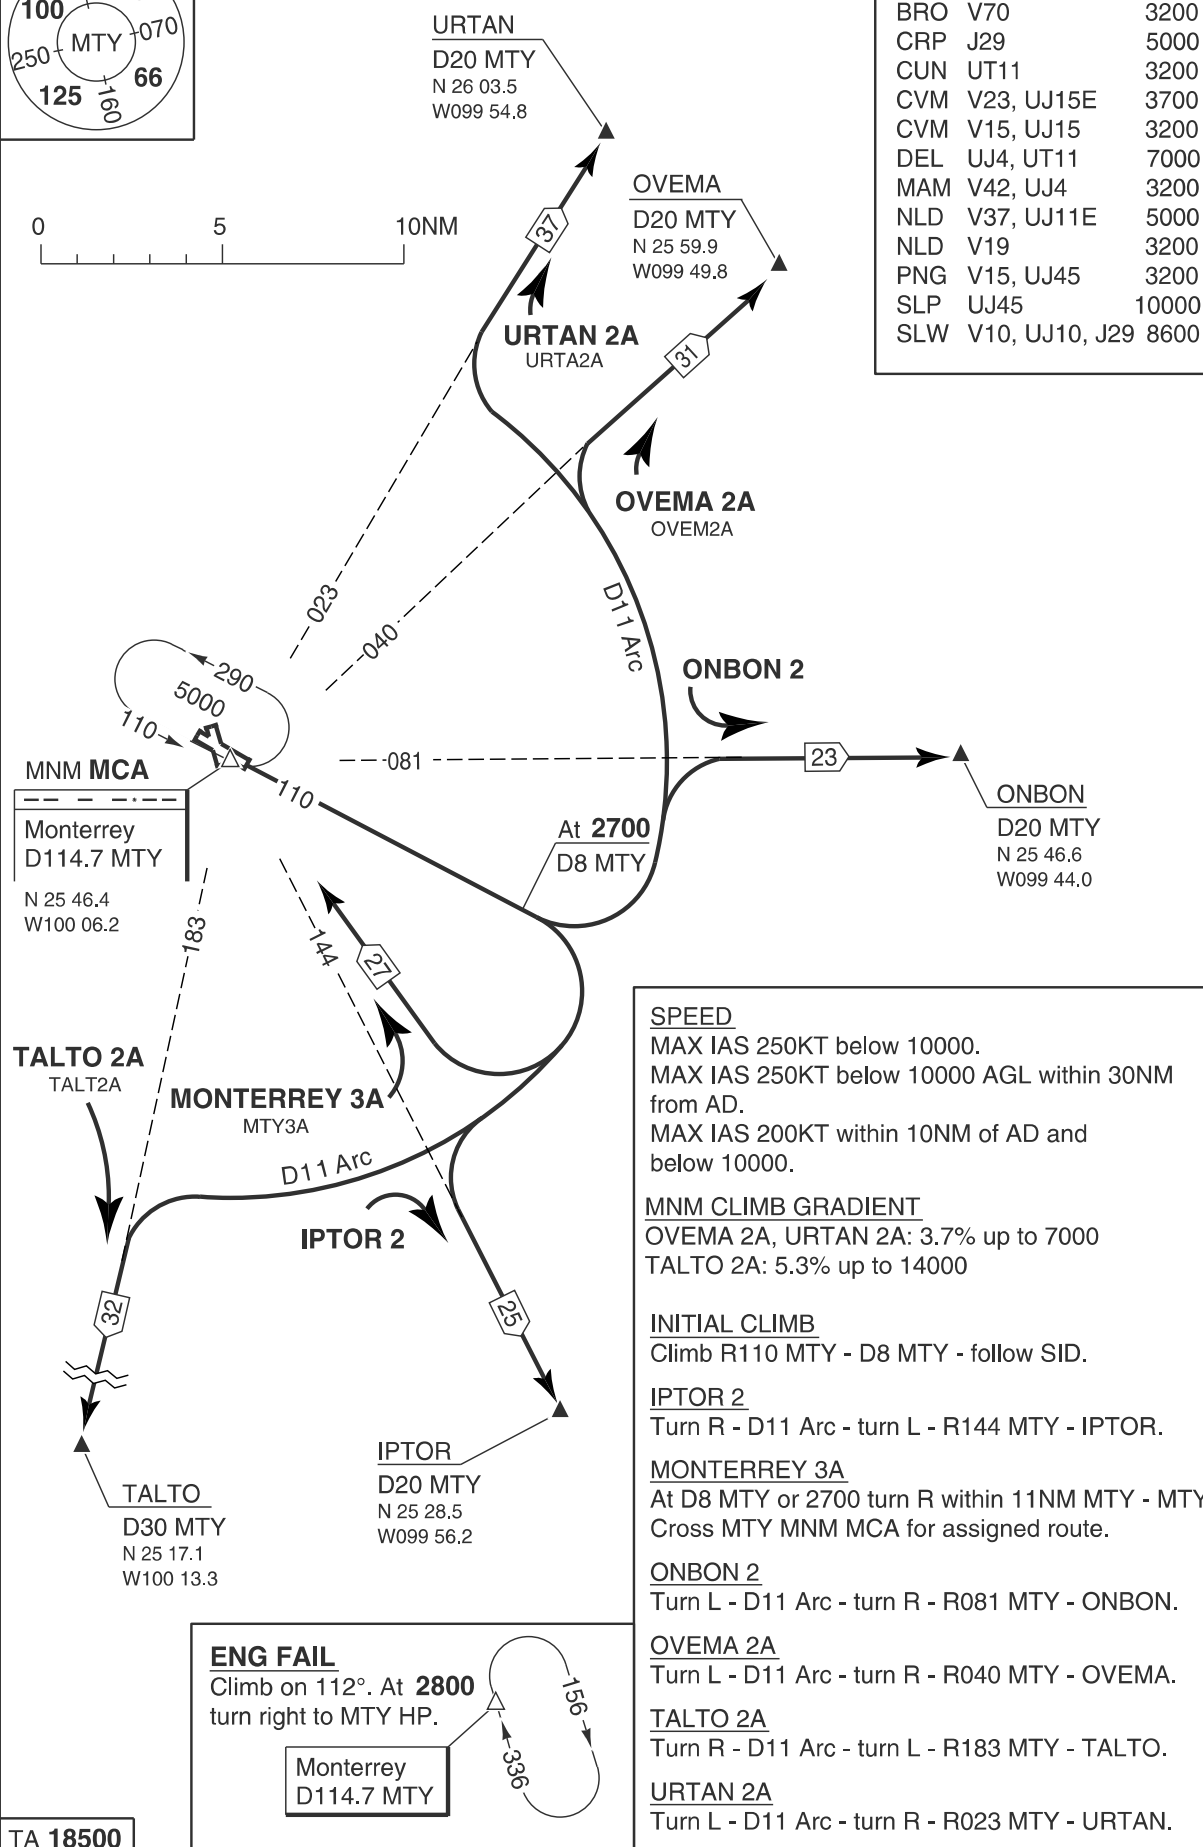 100
MTY
070
250
66
125
160
URTAN
D20 MTY
N 26 03.5
W099 54.8
BRO V70 3200
CRP J29 5000
CUN UT11 3200
CVM V23, UJ15E 3700
CVM V15, UJ15 3200
DEL UJ4, UT11 7000
MAM V42, UJ4 3200
NLD V37, UJ11E 5000
NLD V19 3200
PNG V15, UJ45 3200
SLP UJ45 10000
SLW V10, UJ10, J29 8600
0 5 10NM
OVEMA
D20 MTY
N 25 59.9
W099 49.8
37
URTAN 2A
URTA2A
31
OVEMA 2A
OVEM2A
023
040
D11 Arc
ONBON 2
290
5000
110
081
23
MNM MCA
Monterrey
D114.7 MTY
N 25 46.4
W100 06.2
110
At 2700
D8 MTY
ONBON
D20 MTY
N 25 46.6
W099 44.0
183
144
27
TALTO 2A
TALT2A
MONTERREY 3A
MTY3A
D11 Arc
IPTOR 2
32
25
TALTO
D30 MTY
N 25 17.1
W100 13.3
IPTOR
D20 MTY
N 25 28.5
W099 56.2
SPEED
MAX IAS 250KT below 10000.
MAX IAS 250KT below 10000 AGL within 30NM
from AD.
MAX IAS 200KT within 10NM of AD and
below 10000.
MNM CLIMB GRADIENT
OVEMA 2A, URTAN 2A: 3.7% up to 7000
TALTO 2A: 5.3% up to 14000
INITIAL CLIMB
Climb R110 MTY - D8 MTY - follow SID.
IPTOR 2
Turn R - D11 Arc - turn L - R144 MTY - IPTOR.
MONTERREY 3A
At D8 MTY or 2700 turn R within 11NM MTY - MTY
Cross MTY MNM MCA for assigned route.
ONBON 2
Turn L - D11 Arc - turn R - R081 MTY - ONBON.
OVEMA 2A
Turn L - D11 Arc - turn R - R040 MTY - OVEMA.
TALTO 2A
Turn R - D11 Arc - turn L - R183 MTY - TALTO.
URTAN 2A
Turn L - D11 Arc - turn R - R023 MTY - URTAN.
ENG FAIL
Climb on 112°. At 2800
turn right to MTY HP.
Monterrey
D114.7 MTY
156
336
TA 18500